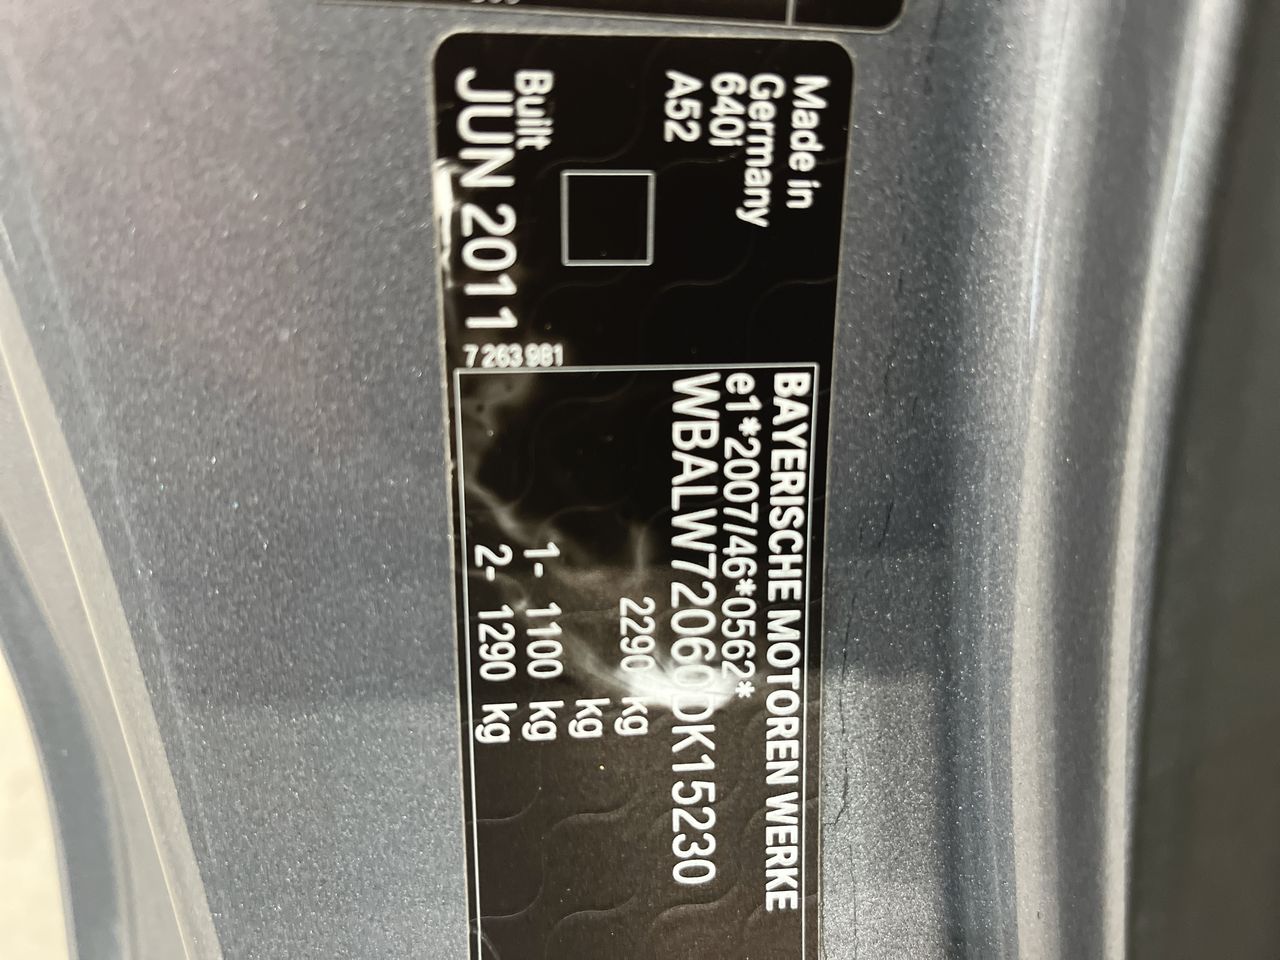 Made in
Germany
640i
A52
Built
JUN 2011
7 263 981
BAYERISCHE MOTOREN WERKE
e1*2007/46*0562*
WBALW72060DK15230
2290 kg
kg
1- 1100 kg
2- 1290 kg